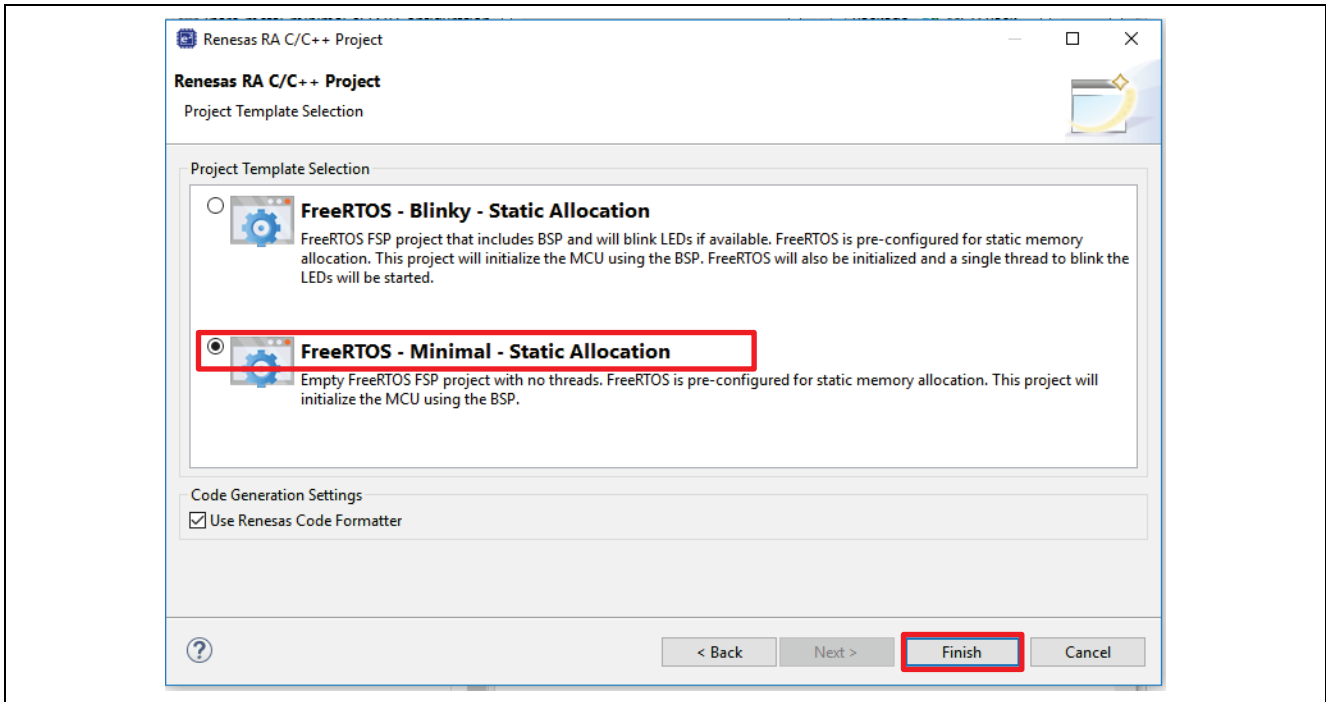 Renesas RA C/C++ Project
Renesas RA C/C++ Project
Project Template Selection
Project Template Selection
FreeRTOS - Blinky - Static Allocation
FreeRTOS FSP project that includes BSP and will blink LEDs if available. FreeRTOS is pre-configured for static memory
allocation. This project will initialize the MCU using the BSP. FreeRTOS will also be initialized and a single thread to blink the
LEDs will be started.
FreeRTOS - Minimal - Static Allocation
Empty FreeRTOS FSP project with no threads. FreeRTOS is pre-configured for static memory allocation. This project will
initialize the MCU using the BSP.
Code Generation Settings
Use Renesas Code Formatter
< Back Next > Finish Cancel